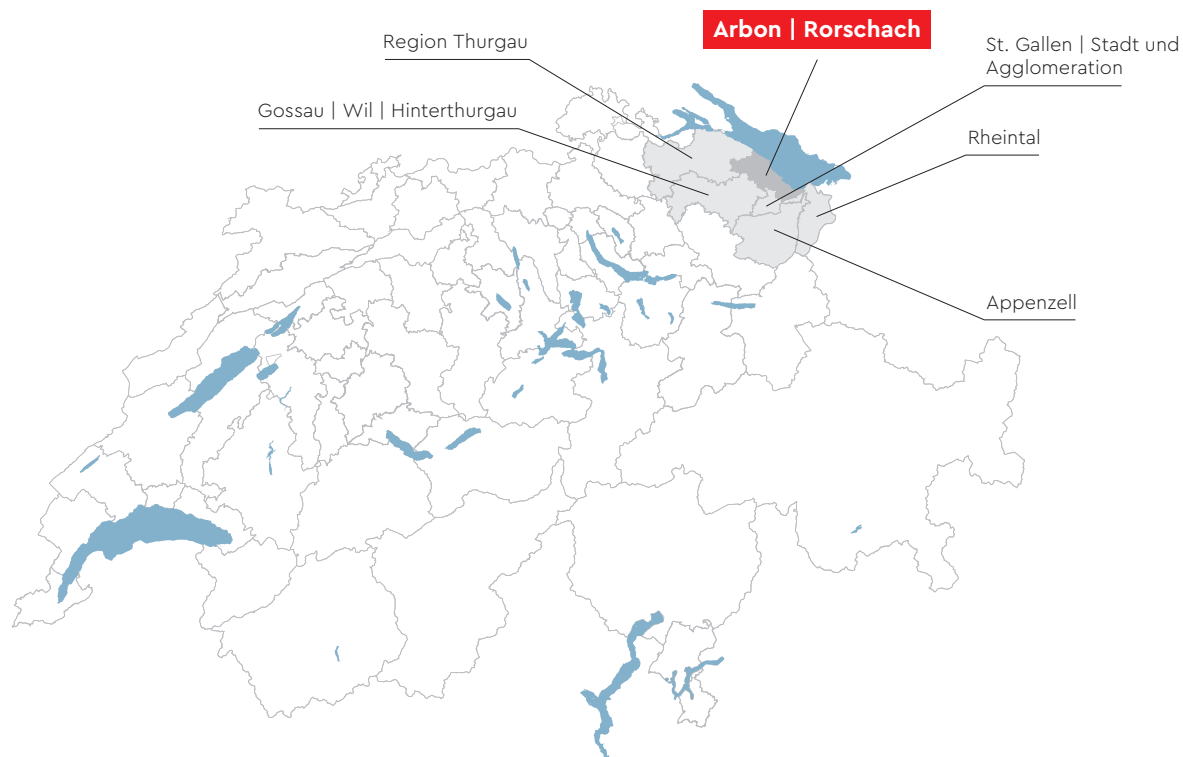 Arbon | Rorschach
Region Thurgau
St. Gallen | Stadt und
Agglomeration
Gossau | Wil | Hinterthurgau
Rheintal
Appenzell